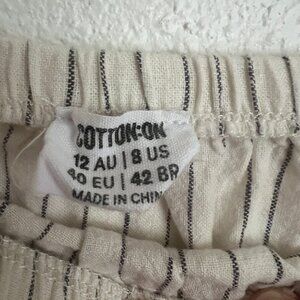 COTTON:ON
12 AU | 8 US
40 EU | 42 BR
MADE IN CHINA